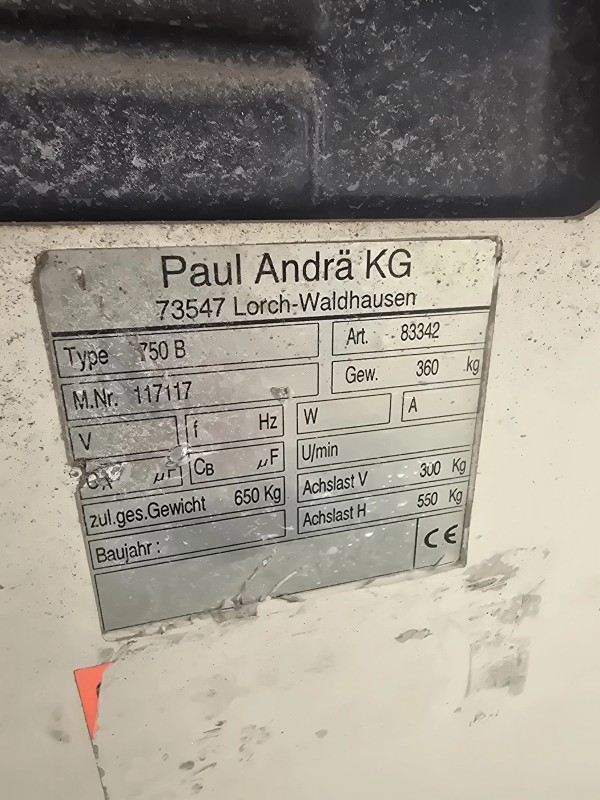 Paul Andrä KG
73547 Lorch-Waldhausen
Type 750 B Art. 83342
M.Nr. 117117 Gew. 360 kg
V f Hz W A
CA µF CB µF U/min
zul.ges.Gewicht 650 Kg Achslast V 300 Kg
Baujahr : Achslast H 550 Kg
CE